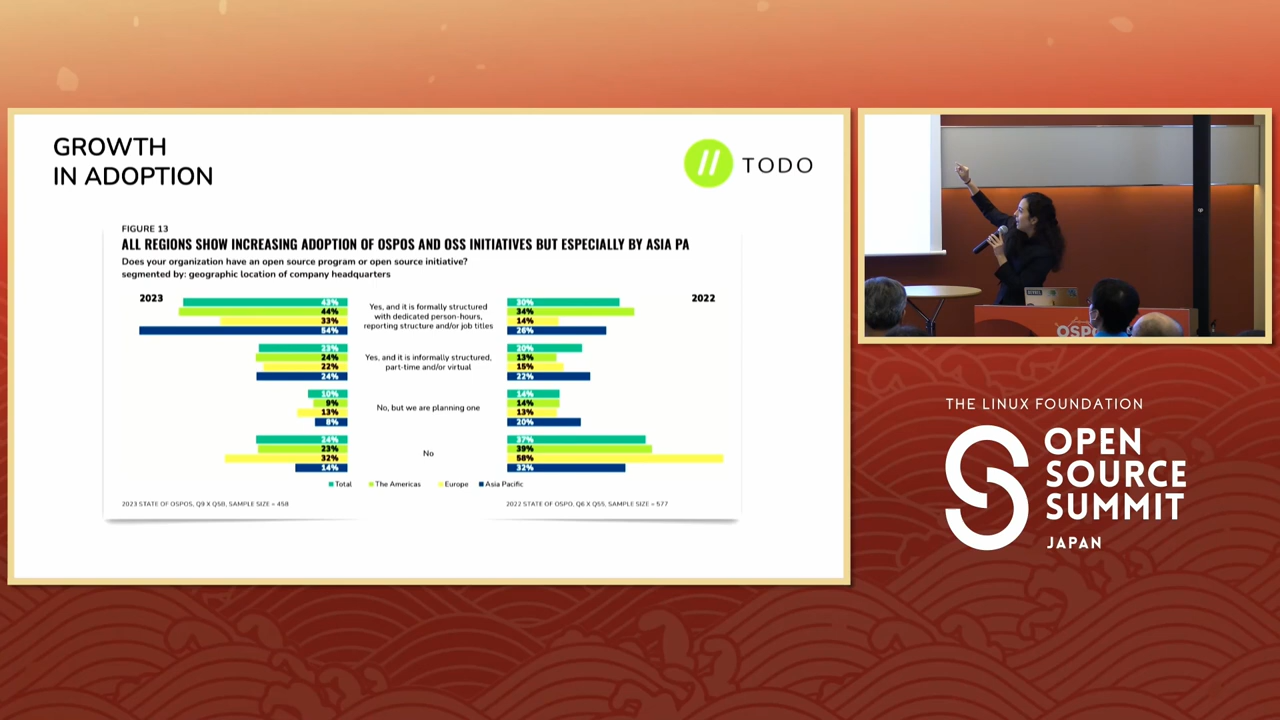 GROWTH
IN ADOPTION
TODO
FIGURE 13
ALL REGIONS SHOW INCREASING ADOPTION OF OSPOS AND OSS INITIATIVES BUT ESPECIALLY BY ASIA PA
Does your organization have an open source program or open source initiative?
segmented by: geographic location of company headquarters
2023
2022
43%
44%
33%
54%
Yes, and it is formally structured
with dedicated person-hours,
reporting structure and/or job titles
30%
34%
14%
26%
23%
24%
22%
24%
Yes, and it is informally structured,
part-time and/or virtual
20%
13%
15%
22%
10%
9%
13%
8%
No, but we are planning one
14%
14%
13%
20%
24%
23%
32%
14%
No
37%
39%
58%
32%
Total The Americas Europe Asia Pacific
2023 STATE OF OSPOS, Q9 X Q5B, SAMPLE SIZE = 458
2022 STATE OF OSPO, Q6 X Q55, SAMPLE SIZE = 577
THE LINUX FOUNDATION
OPEN
SOURCE
SUMMIT
JAPAN